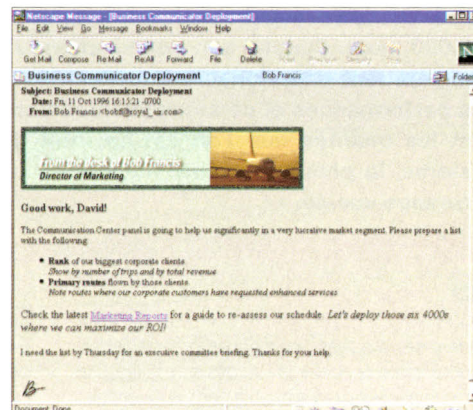 Netscape Message - [Business Communicator Deployment]
File Edit View Go Message Bookmarks Window Help
Get Mail Compose Re:Mail Re:All Forward File Delete
Business Communicator Deployment Bob Francis Folder
Subject: Business Communicator Deployment
Date: Fri, 11 Oct 1996 16:15:21 -0700
From: Bob Francis
From the desk of Bob Francis
Director of Marketing
Good work, David!
The Communication Center panel is going to help us significantly in a very lucrative market segment. Please prepare a list
with the following:
• Rank of our biggest corporate clients
Show by number of trips and by total revenue
• Primary routes flown by those clients
Note routes where our corporate customers have requested enhanced services
Check the latest Marketing Reports for a guide to re-assess our schedule. Let's deploy those six 4000s
where we can maximize our ROI!
I need the list by Thursday for an executive committee briefing. Thanks for your help.
Document: Done